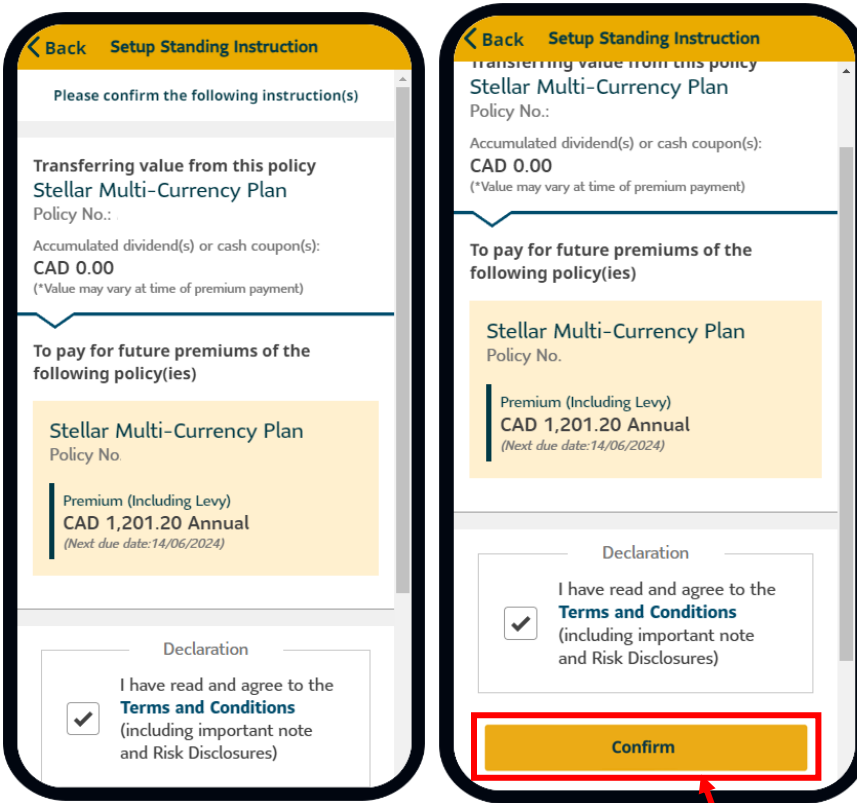 Back Setup Standing Instruction
Please confirm the following instruction(s)
Transferring value from this policy
Stellar Multi-Currency Plan
Policy No.:
Accumulated dividend(s) or cash coupon(s):
CAD 0.00
(*Value may vary at time of premium payment)
To pay for future premiums of the
following policy(ies)
Stellar Multi-Currency Plan
Policy No.
Premium (Including Levy)
CAD 1,201.20 Annual
(Next due date:14/06/2024)
Declaration
I have read and agree to the
Terms and Conditions
(including important note
and Risk Disclosures)
Back Setup Standing Instruction
Transferring value from this policy
Stellar Multi-Currency Plan
Policy No.:
Accumulated dividend(s) or cash coupon(s):
CAD 0.00
(*Value may vary at time of premium payment)
To pay for future premiums of the
following policy(ies)
Stellar Multi-Currency Plan
Policy No.
Premium (Including Levy)
CAD 1,201.20 Annual
(Next due date:14/06/2024)
Declaration
I have read and agree to the
Terms and Conditions
(including important note
and Risk Disclosures)
Confirm